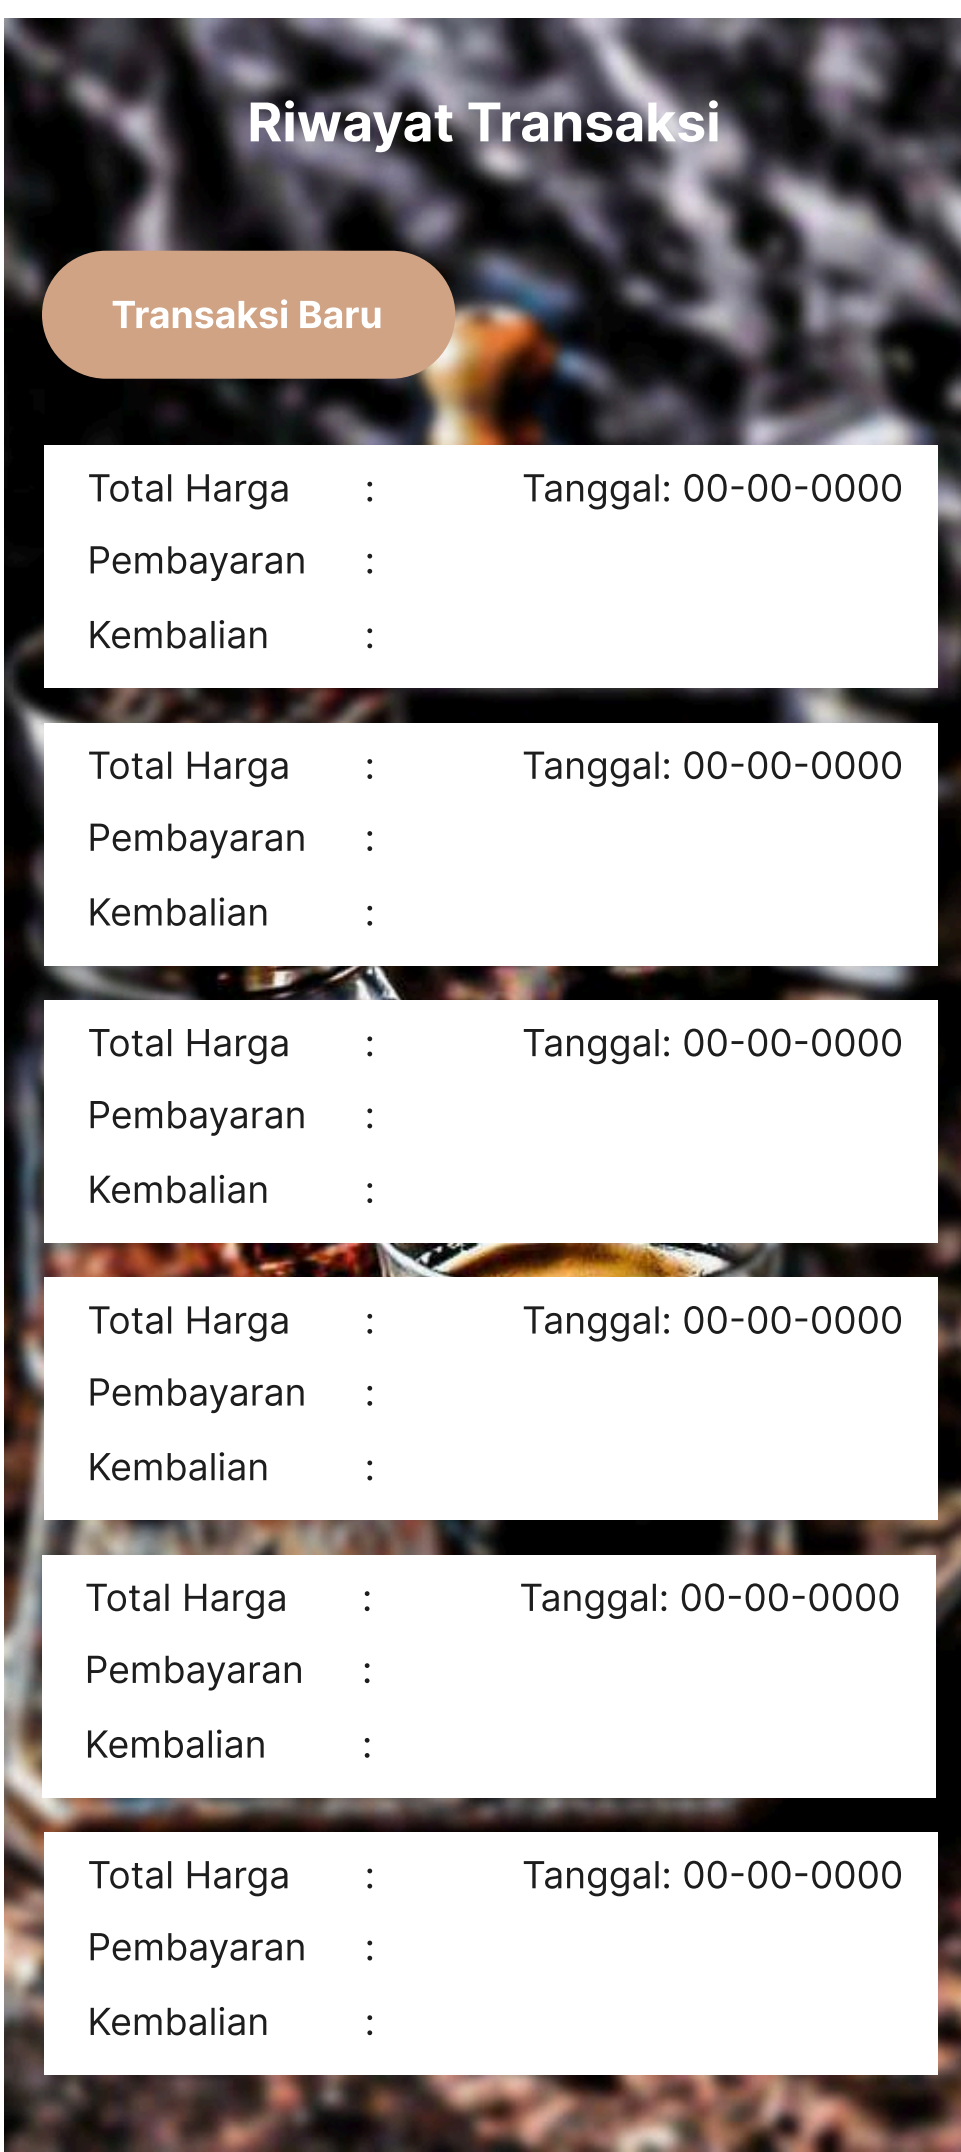 Riwayat Transaksi
Transaksi Baru
Total Harga : Tanggal: 00-00-0000
Pembayaran :
Kembalian :
Total Harga : Tanggal: 00-00-0000
Pembayaran :
Kembalian :
Total Harga : Tanggal: 00-00-0000
Pembayaran :
Kembalian :
Total Harga : Tanggal: 00-00-0000
Pembayaran :
Kembalian :
Total Harga : Tanggal: 00-00-0000
Pembayaran :
Kembalian :
Total Harga : Tanggal: 00-00-0000
Pembayaran :
Kembalian :